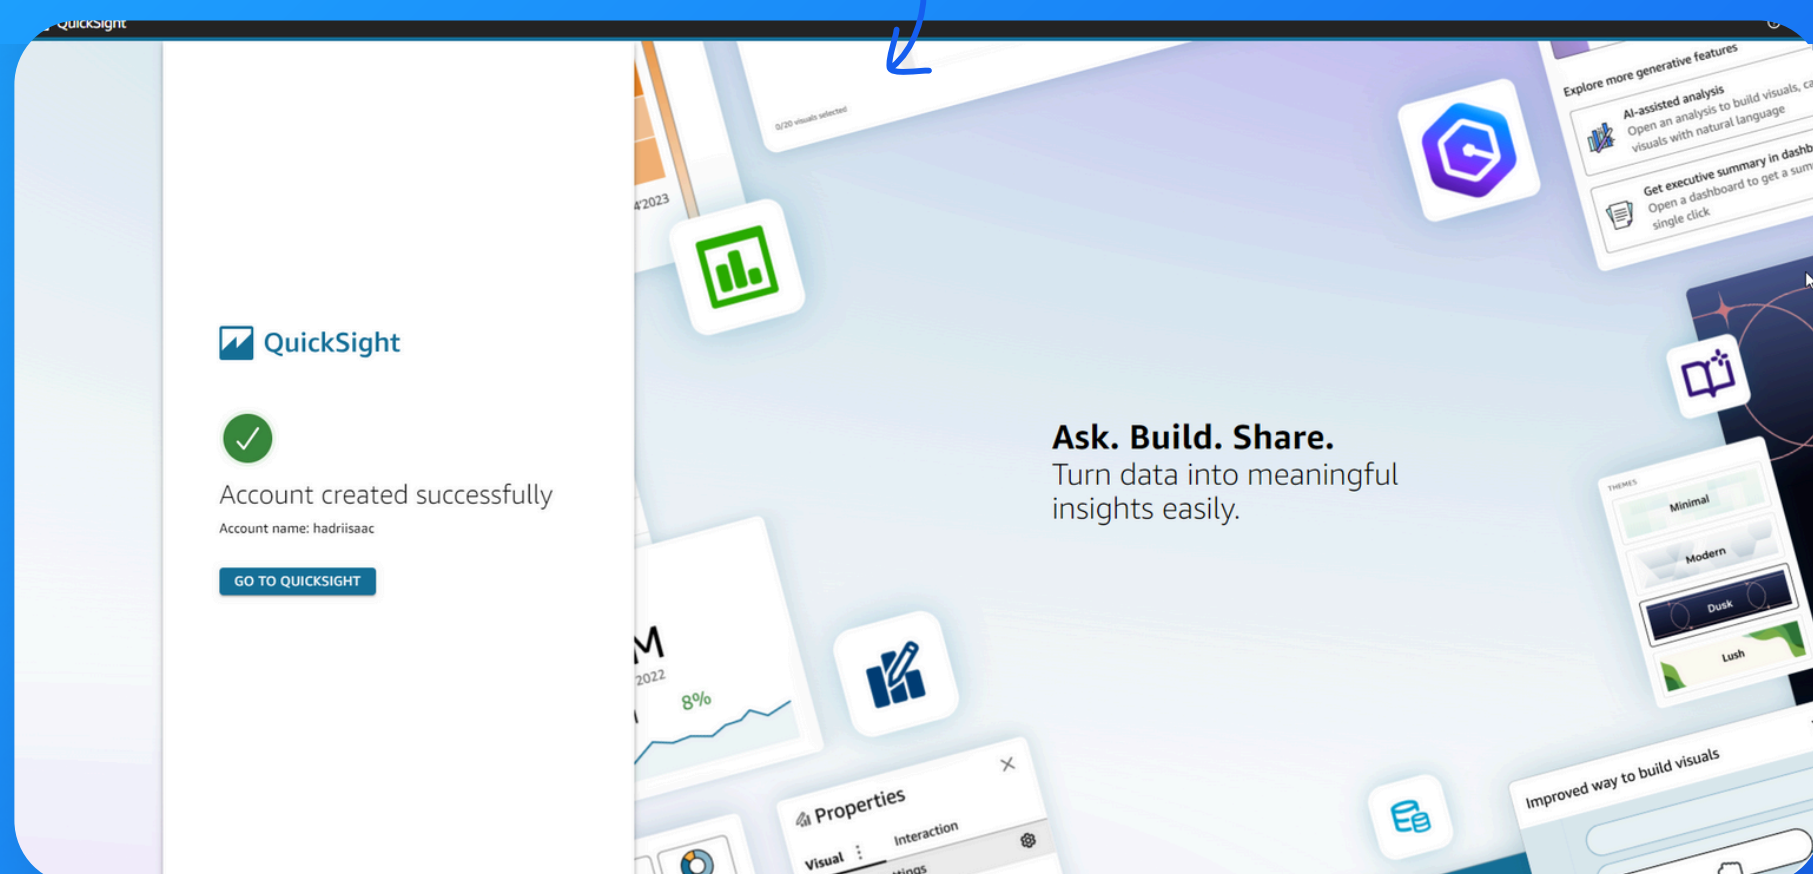 QuickSight
QuickSight
Account created successfully
Account name: hadriisaac
GO TO QUICKSIGHT
4'2023
0/20 visuals selected
Explore more generative features
AI-assisted analysis
Open an analysis to build visuals,
visuals with natural language
Get executive summary in
Open a dashboard to get a
single click
Ask. Build. Share.
Turn data into meaningful
insights easily.
THEMES
Minimal
Modern
Dusk
Lush
M
2022
8%
Properties
Visual
Interaction
Improved way to build visuals